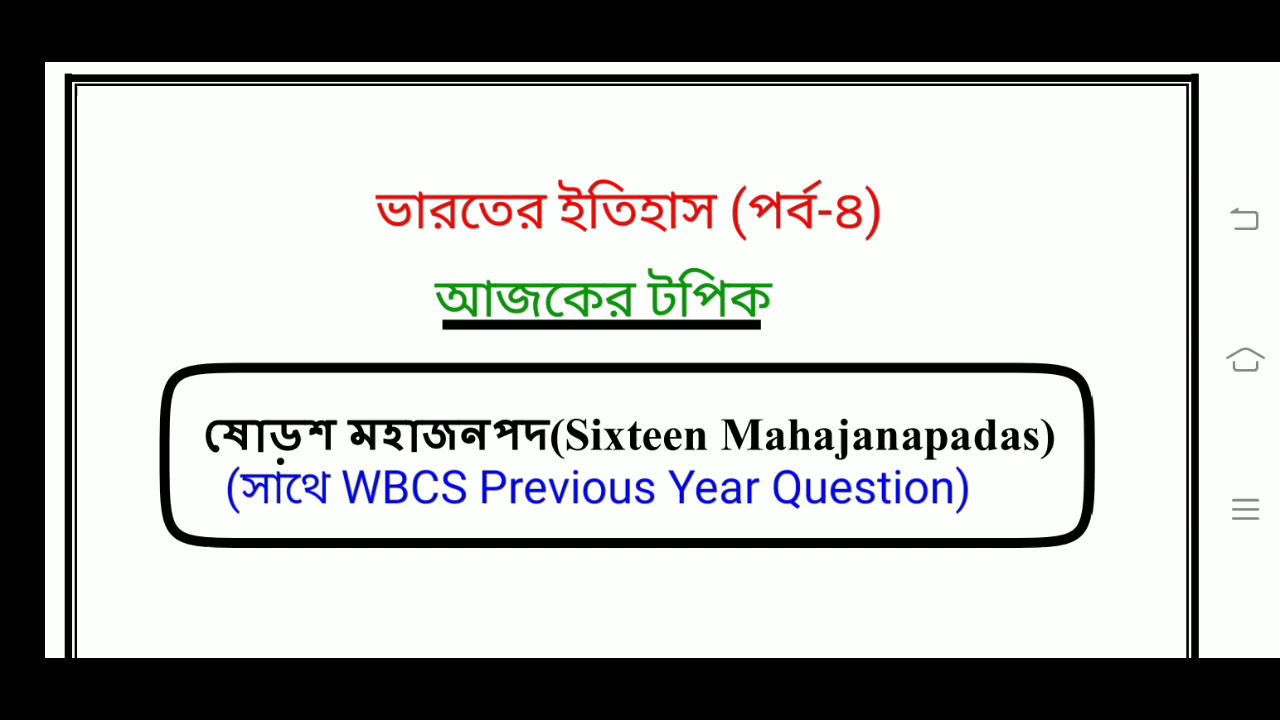 ভারতের ইতিহাস (পর্ব-৪)
আজকের টপিক
ষোড়শ মহাজনপদ(Sixteen Mahajanapadas)
(সাথে WBCS Previous Year Question)